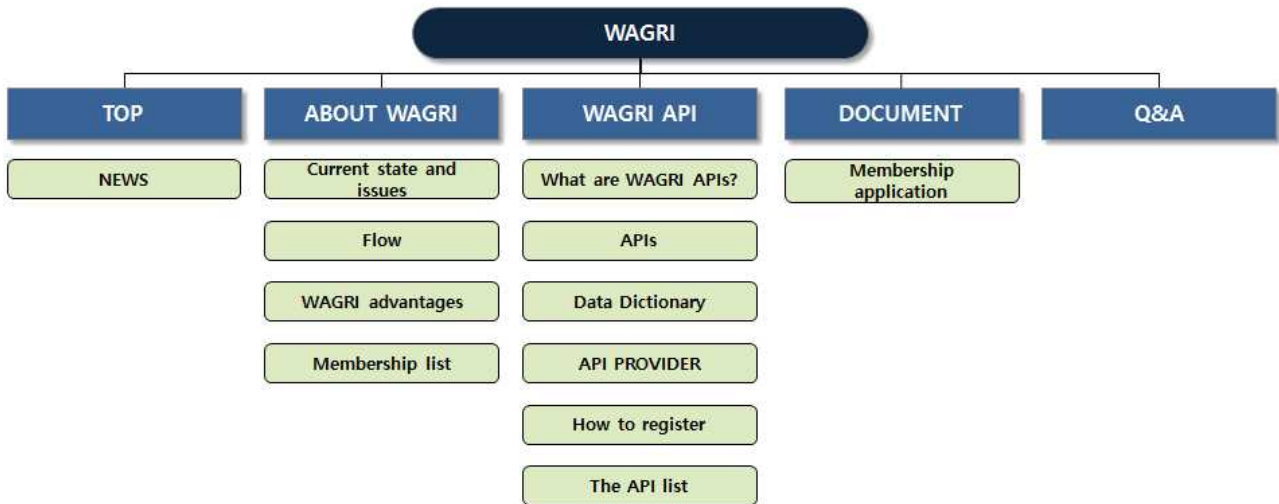 WAGRI
TOP
ABOUT WAGRI
WAGRI API
DOCUMENT
Q&A
NEWS
Current state and
issues
What are WAGRI APIs?
Membership
application
Flow
APIs
WAGRI advantages
Data Dictionary
Membership list
API PROVIDER
How to register
The API list